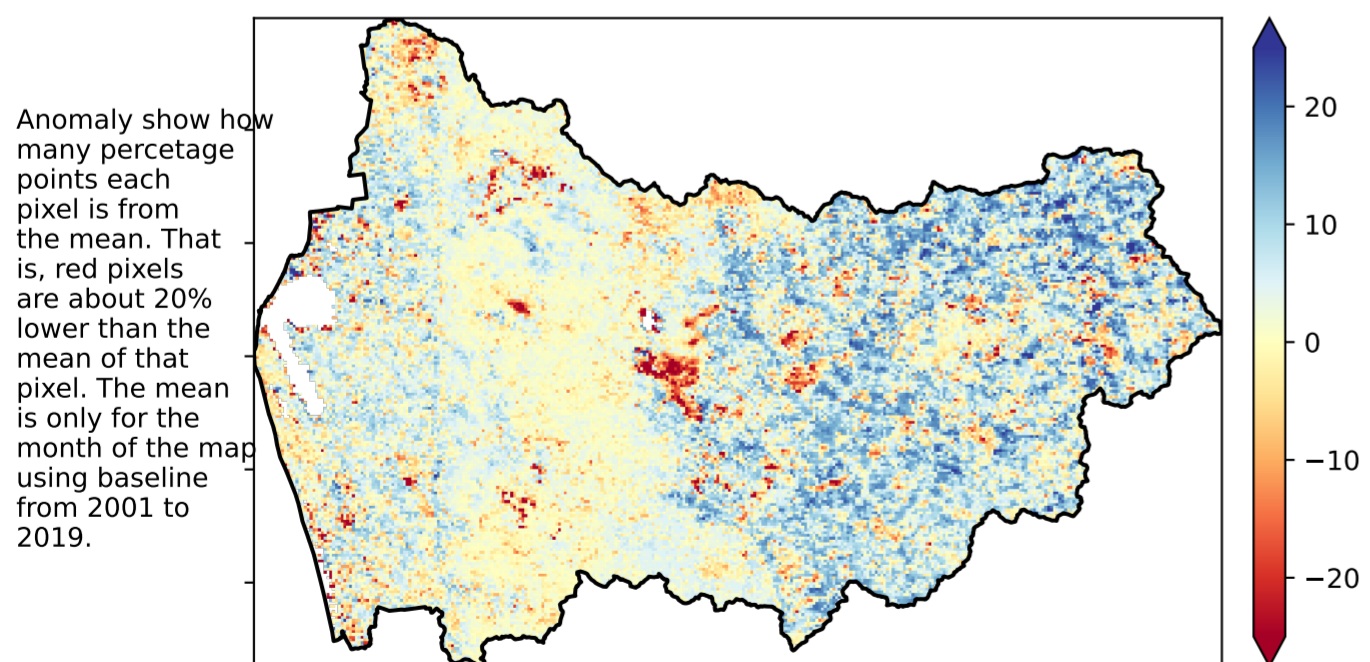 Anomaly show how
many percetage
points each
pixel is from
the mean. That
is, red pixels
are about 20%
lower than the
mean of that
pixel. The mean
is only for the
month of the map
using baseline
from 2001 to
2019.
20
10
0
−10
−20